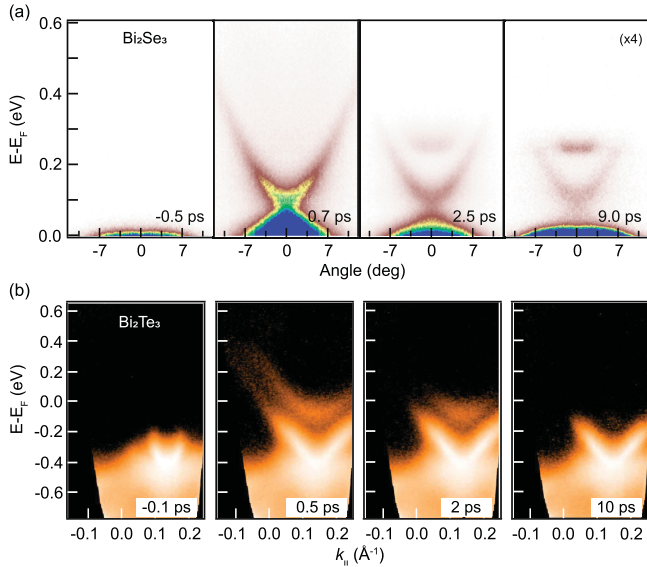 (a)
Bi₂Se₃
(x4)
0.6
0.4
0.2
0.0
E-E_F (eV)
-0.5 ps
0.7 ps
2.5 ps
9.0 ps
-7 0 7 -7 0 7 -7 0 7 -7 0 7
Angle (deg)
(b)
Bi₂Te₃
0.6
0.4
0.2
0.0
-0.2
-0.4
-0.6
E-E_F (eV)
-0.1 ps
0.5 ps
2 ps
10 ps
-0.1 0.0 0.1 0.2 -0.1 0.0 0.1 0.2 -0.1 0.0 0.1 0.2 -0.1 0.0 0.1 0.2
k_∥ (Å⁻¹)